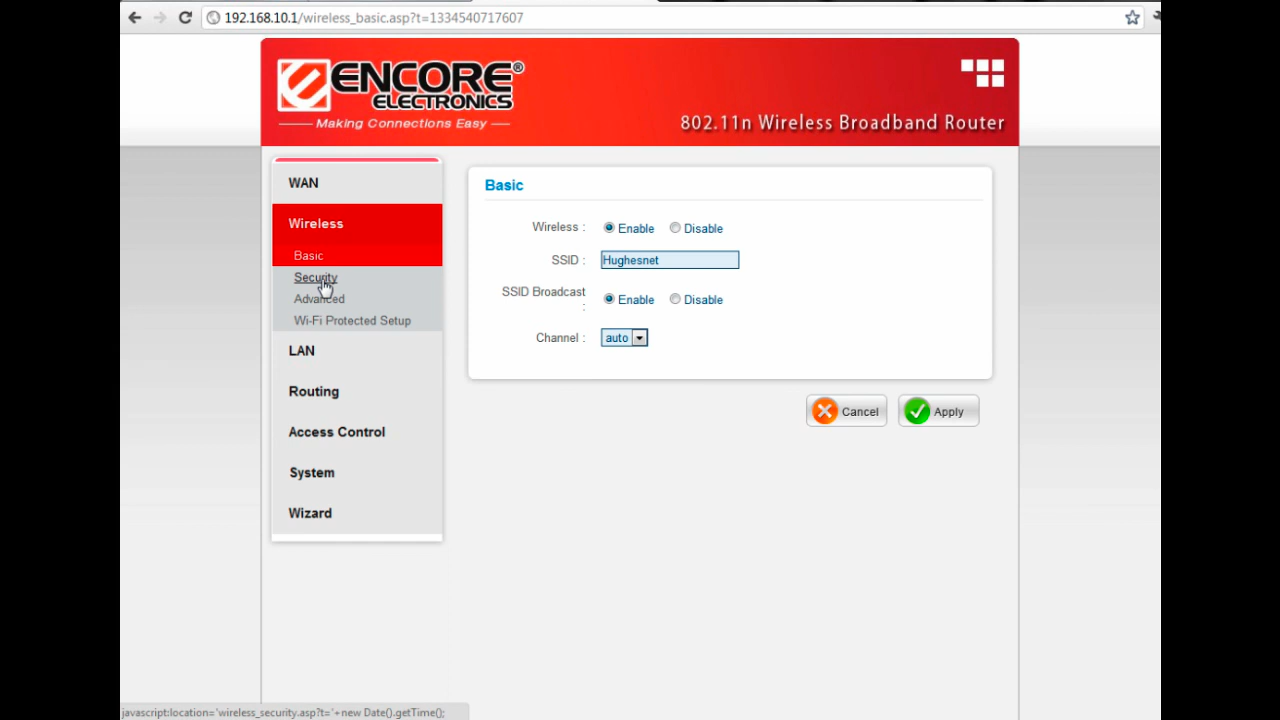 192.168.10.1/wireless_basic.asp?t=1334540717607
ENCORE®
ELECTRONICS
Making Connections Easy
802.11n Wireless Broadband Router
WAN
Wireless
Basic
Security
Advanced
Wi-Fi Protected Setup
LAN
Routing
Access Control
System
Wizard
Basic
Wireless : Enable Disable
SSID : Hughesnet
SSID Broadcast : Enable Disable
Channel : auto
Cancel Apply
javascript:location='wireless_security.asp?t='+new Date().getTime();